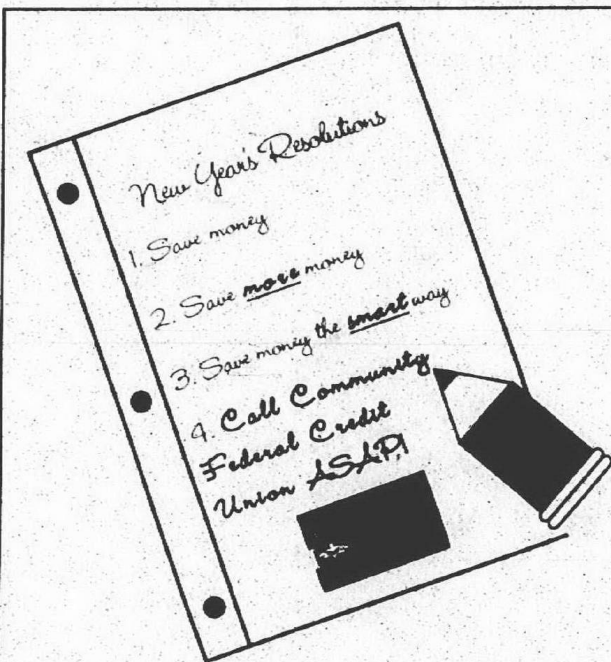 New Year's Resolutions
1. Save money
2. Save more money
3. Save money the smart way
4. Call Community
Federal Credit
Union A.S.A.P.!